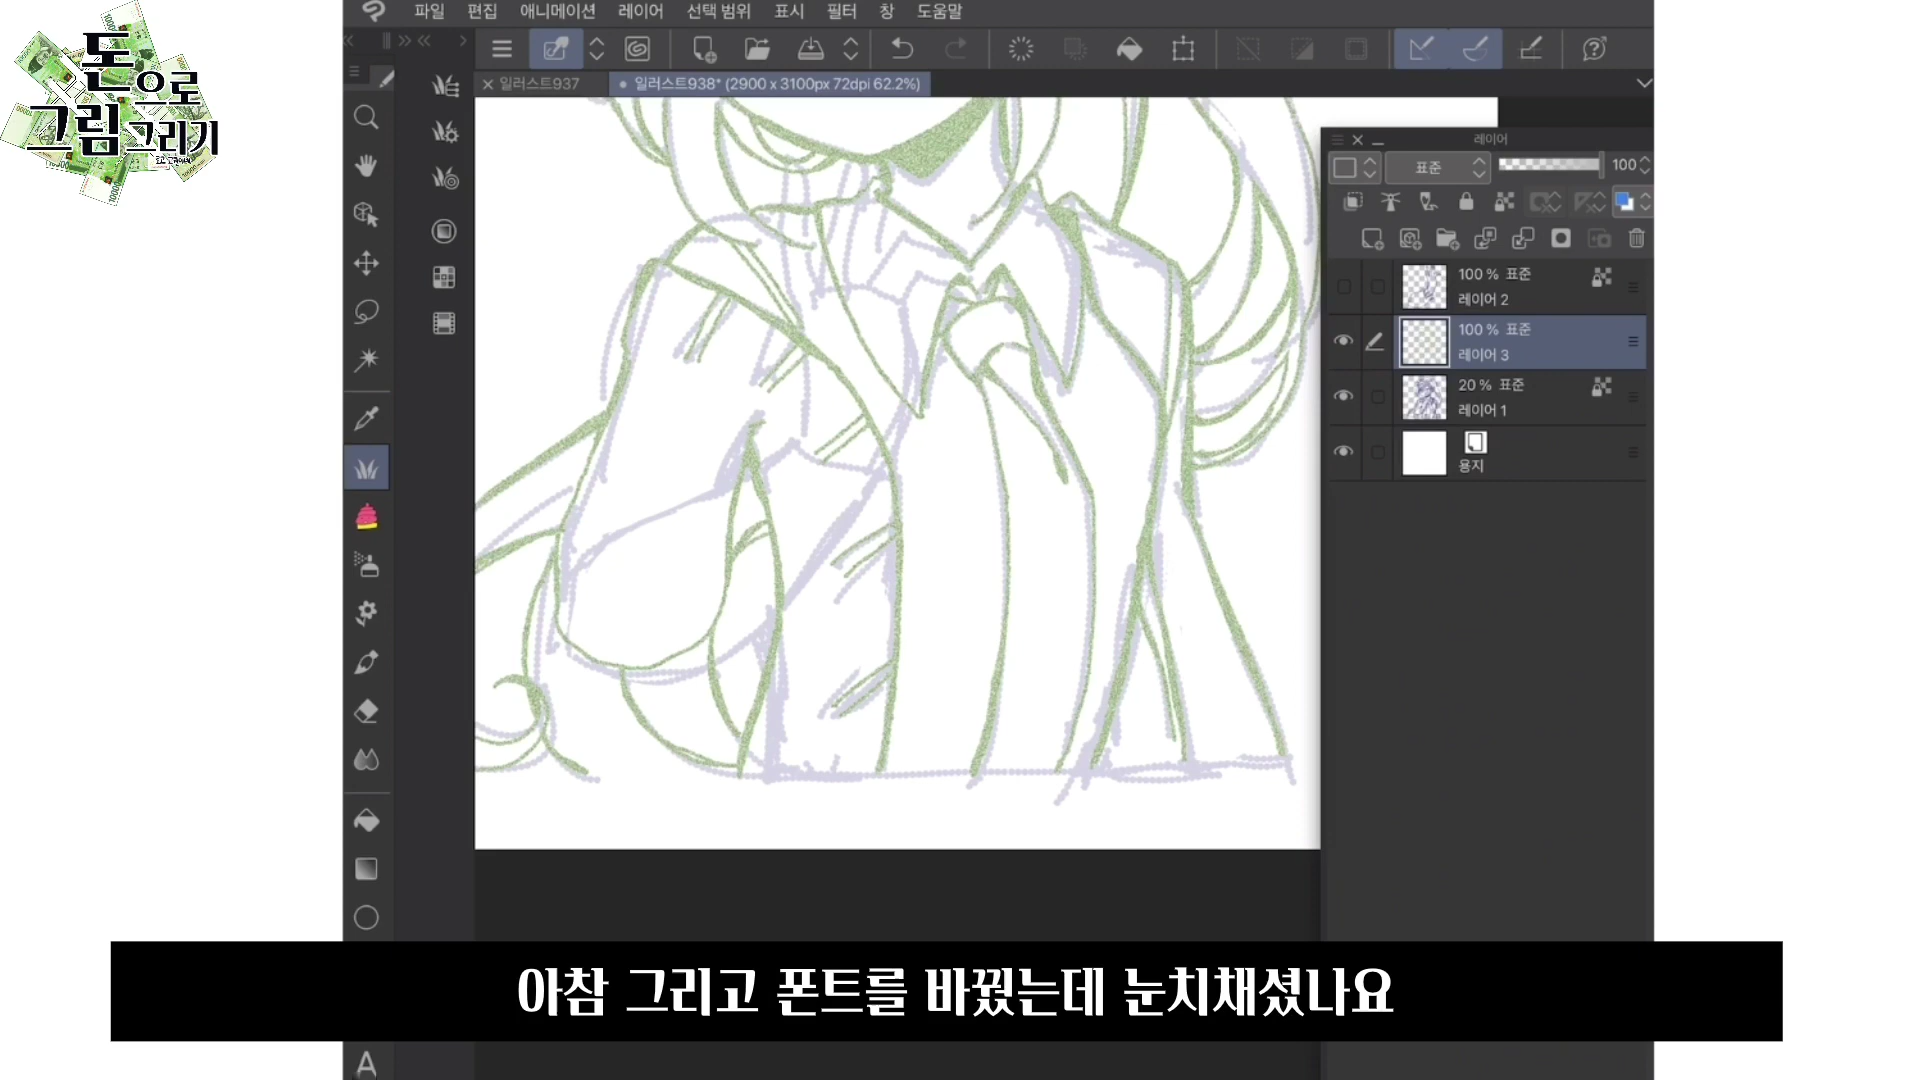 돈으로
그림그리기
파일 편집 애니메이션 레이어 선택 범위 표시 필터 창 도움말
일러스트937
일러스트938* (2900 x 3100px 72dpi 62.2%)
레이어
표준 100
100 % 표준
레이어 2
100 % 표준
레이어 3
20 % 표준
레이어 1
용지
A
아참 그리고 폰트를 바꿨는데 눈치채셨나요